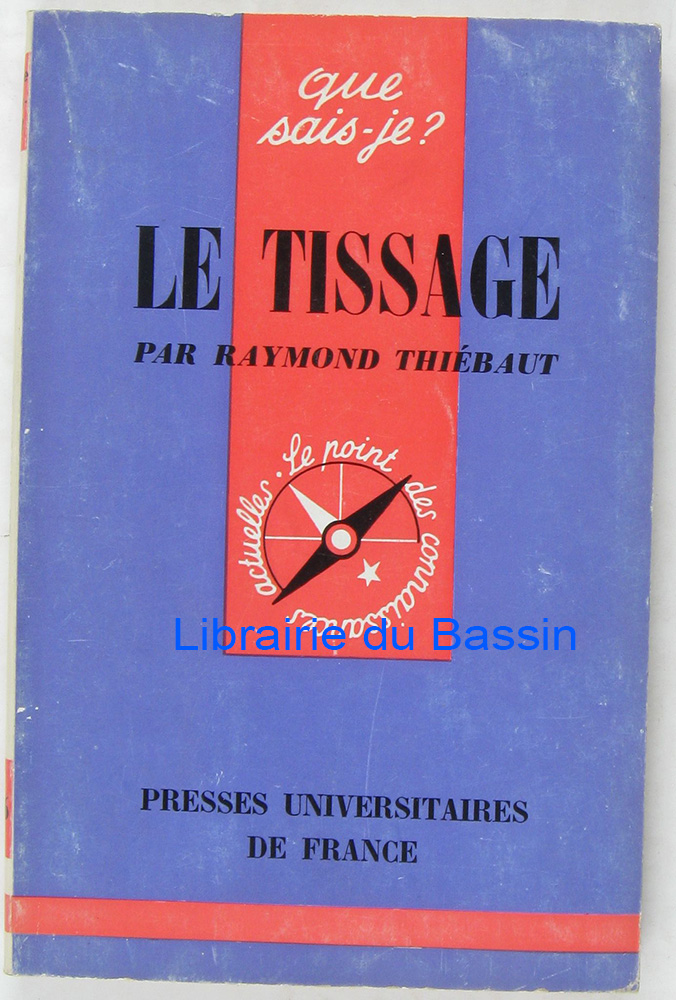 que
sais-je?
LE TISSAGE
PAR RAYMOND THIÉBAUT
Le point des connaissances actuelles.
Librairie du Bassin
PRESSES UNIVERSITAIRES
DE FRANCE